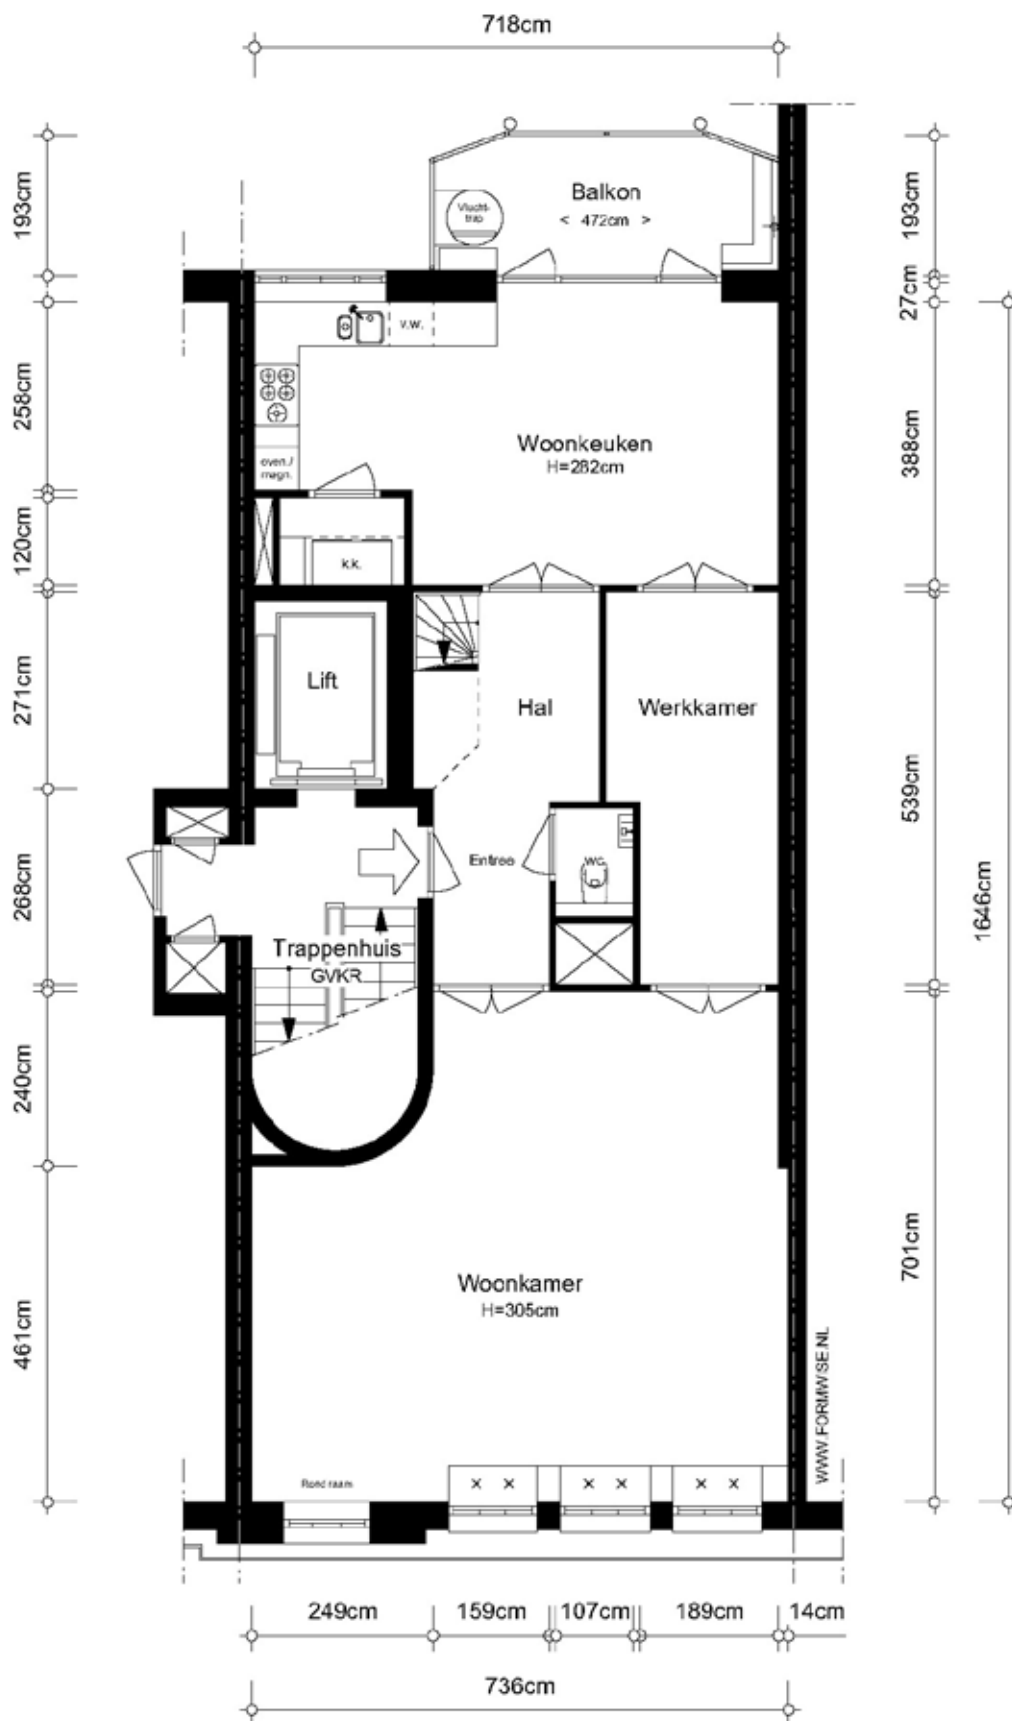 718cm
193cm
Balkon
< 472cm >
Vlucht-
trap
193cm
27cm
v.w.
258cm
Woonkeuken
H=282cm
388cm
oven./
magn.
120cm
k.k.
271cm
Lift
Hal
Werkkamer
539cm
268cm
Entree
wc
1646cm
Trappenhuis
GVKR
240cm
701cm
Woonkamer
H=305cm
461cm
WWW.FORMWISE.NL
Rond raam
249cm
159cm
107cm
189cm
14cm
736cm